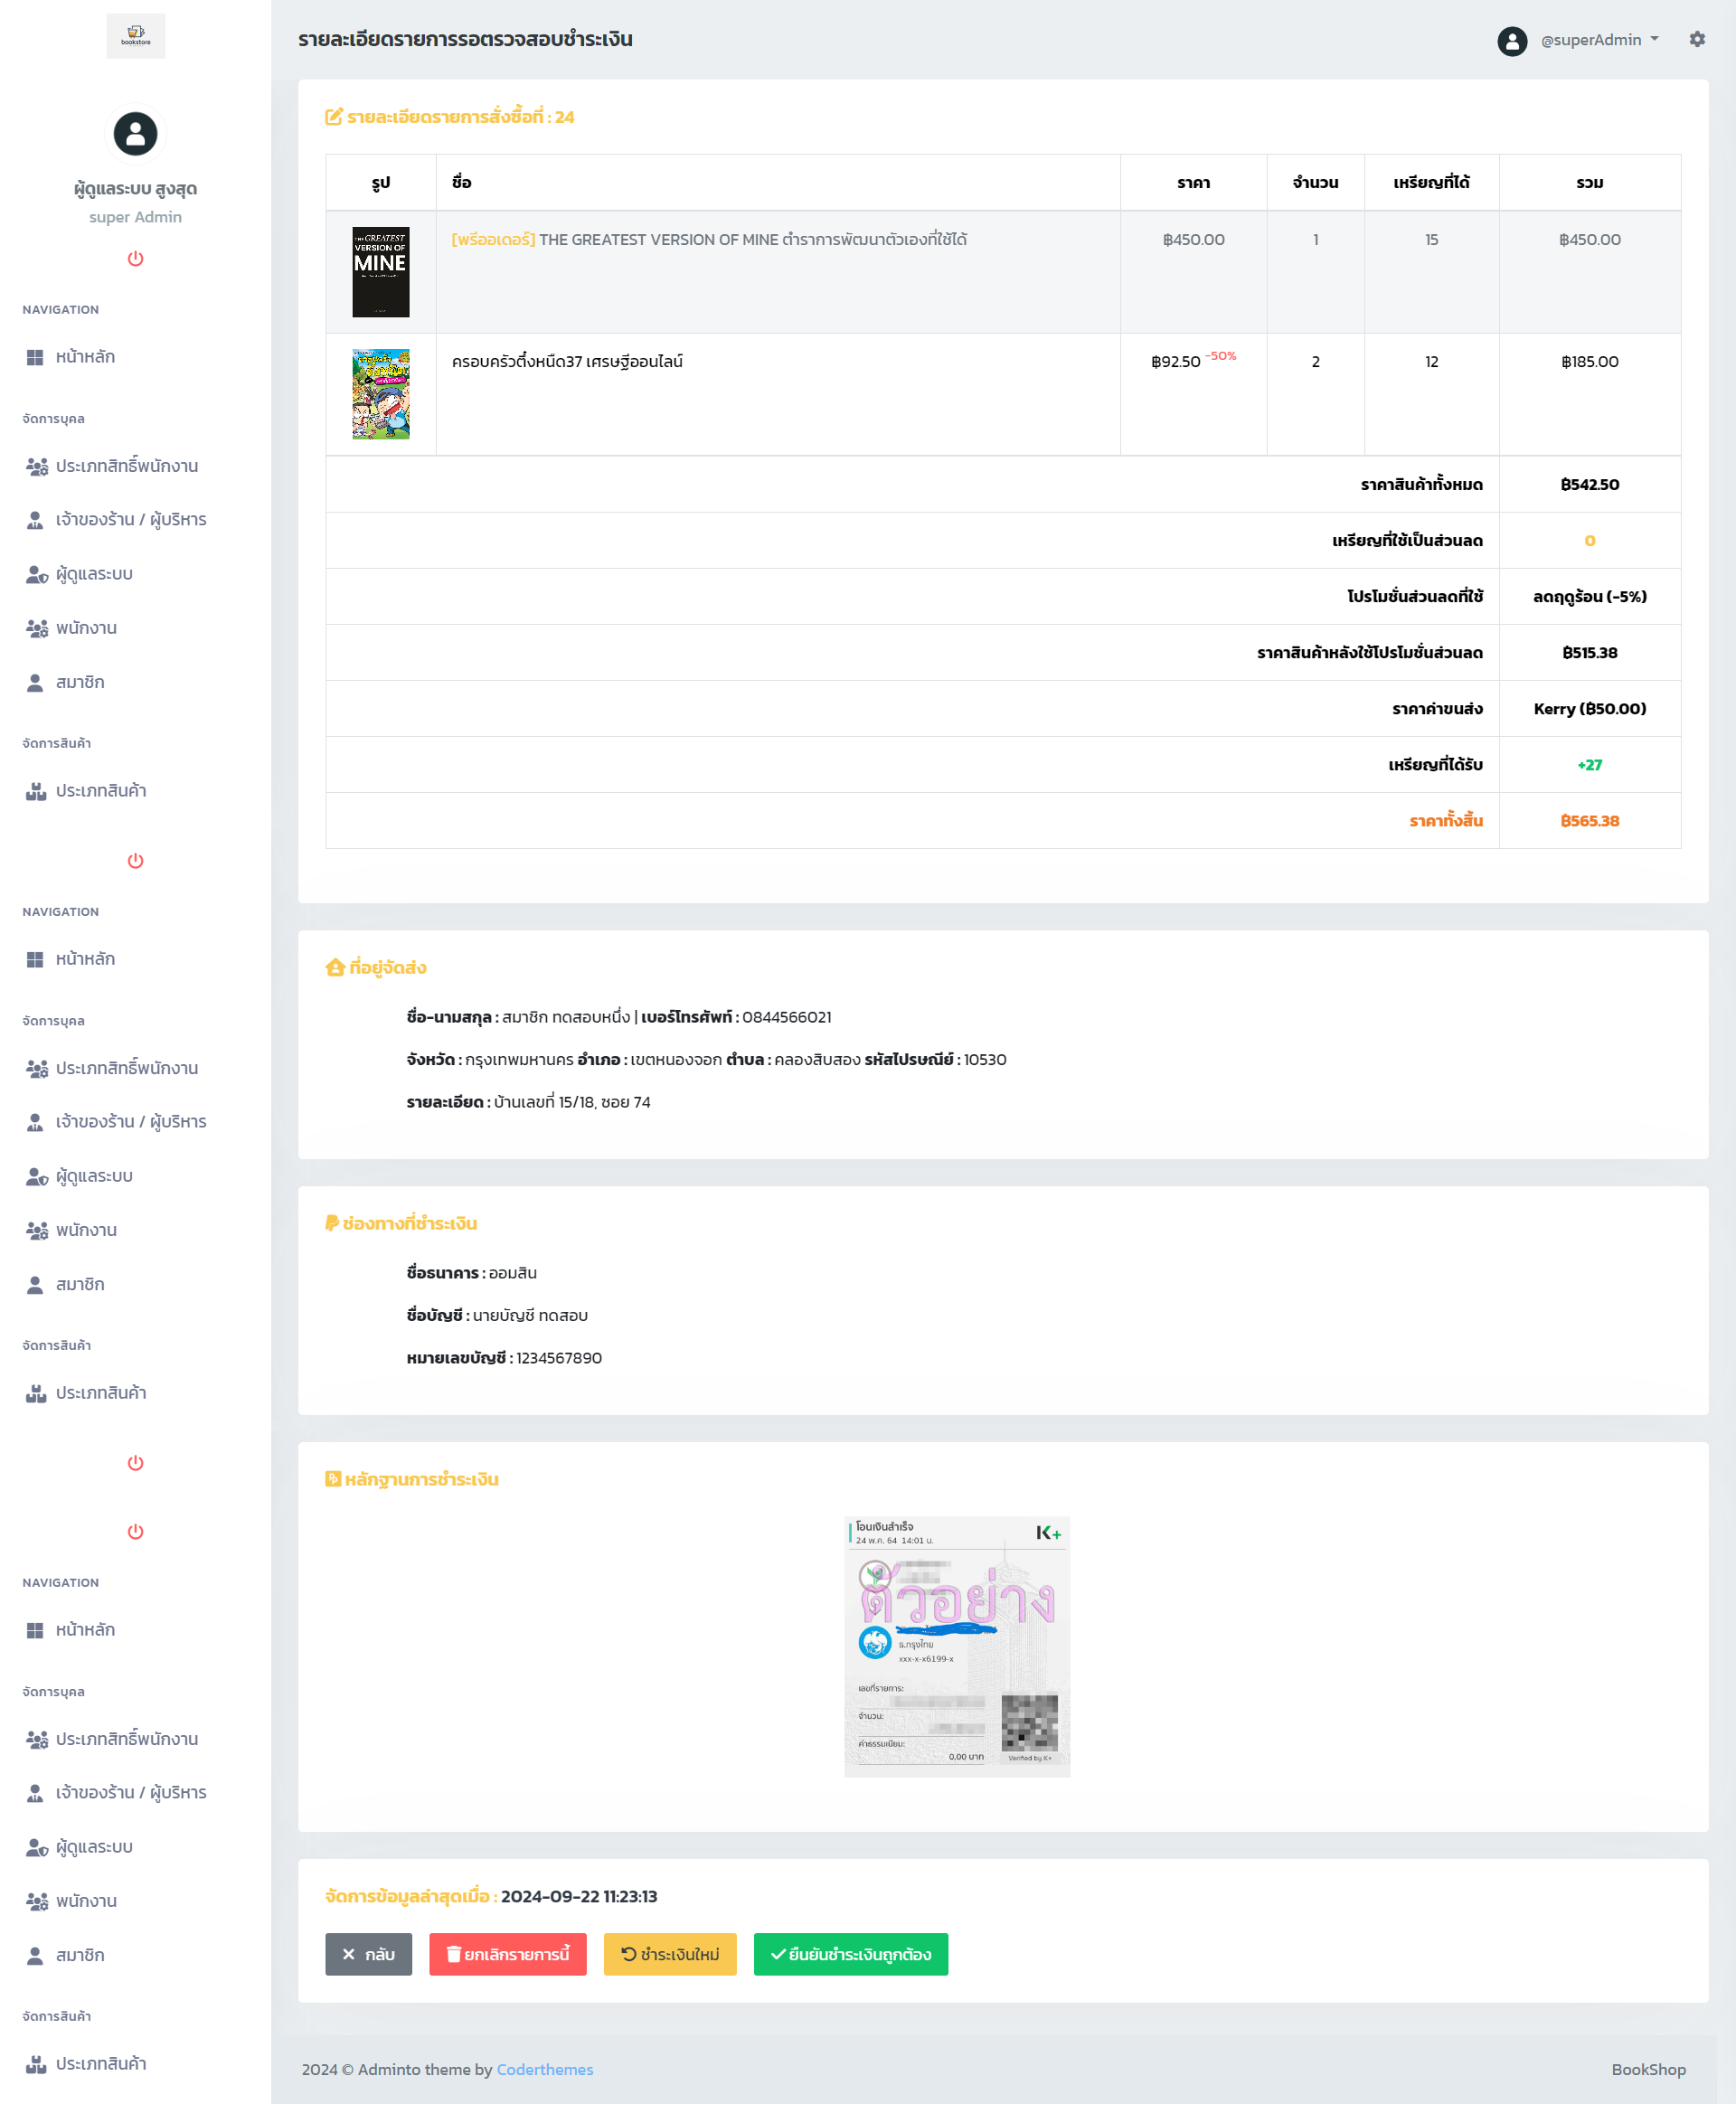 bookstore
ผู้ดูแลระบบ สูงสุด
super Admin
NAVIGATION
หน้าหลัก
จัดการบุคล
ประเภทสิทธิ์พนักงาน
เจ้าของร้าน / ผู้บริหาร
ผู้ดูแลระบบ
พนักงาน
สมาชิก
จัดการสินค้า
ประเภทสินค้า
NAVIGATION
หน้าหลัก
จัดการบุคล
ประเภทสิทธิ์พนักงาน
เจ้าของร้าน / ผู้บริหาร
ผู้ดูแลระบบ
พนักงาน
สมาชิก
จัดการสินค้า
ประเภทสินค้า
NAVIGATION
หน้าหลัก
จัดการบุคล
ประเภทสิทธิ์พนักงาน
เจ้าของร้าน / ผู้บริหาร
ผู้ดูแลระบบ
พนักงาน
สมาชิก
จัดการสินค้า
ประเภทสินค้า
รายละเอียดรายการรอตรวจสอบชำระเงิน
@superAdmin
รายละเอียดรายการสั่งซื้อที่ : 24
รูป ชื่อ ราคา จำนวน เหรียญที่ได้ รวม
THE GREATEST
VERSION OF
MINE
[พรีออเดอร์] THE GREATEST VERSION OF MINE ตำราการพัฒนาตัวเองที่ใช้ได้ ฿450.00 1 15 ฿450.00
ครอบครัวตึ๋งหนืด37 เศรษฐีออนไลน์ ฿92.50 -50% 2 12 ฿185.00
ราคาสินค้าทั้งหมด ฿542.50
เหรียญที่ใช้เป็นส่วนลด 0
โปรโมชั่นส่วนลดที่ใช้ ลดฤดูร้อน (-5%)
ราคาสินค้าหลังใช้โปรโมชั่นส่วนลด ฿515.38
ราคาค่าขนส่ง Kerry (฿50.00)
เหรียญที่ได้รับ +27
ราคาทั้งสิ้น ฿565.38
ที่อยู่จัดส่ง
ชื่อ-นามสกุล : สมาชิก ทดสอบหนึ่ง | เบอร์โทรศัพท์ : 0844566021
จังหวัด : กรุงเทพมหานคร อำเภอ : เขตหนองจอก ตำบล : คลองสิบสอง รหัสไปรษณีย์ : 10530
รายละเอียด : บ้านเลขที่ 15/18, ซอย 74
ช่องทางที่ชำระเงิน
ชื่อธนาคาร : ออมสิน
ชื่อบัญชี : นายบัญชี ทดสอบ
หมายเลขบัญชี : 1234567890
หลักฐานการชำระเงิน
โอนเงินสำเร็จ
24 พ.ค. 64 14:01 น.
K+
ตัวอย่าง
ธ.กรุงไทย
xxx-x-x6199-x
เลขที่รายการ:
จำนวน:
ค่าธรรมเนียม:
0.00 บาท
Verified by K+
จัดการข้อมูลล่าสุดเมื่อ : 2024-09-22 11:23:13
กลับ ยกเลิกรายการนี้ ชำระเงินใหม่ ยืนยันชำระเงินถูกต้อง
2024 © Adminto theme by Coderthemes
BookShop